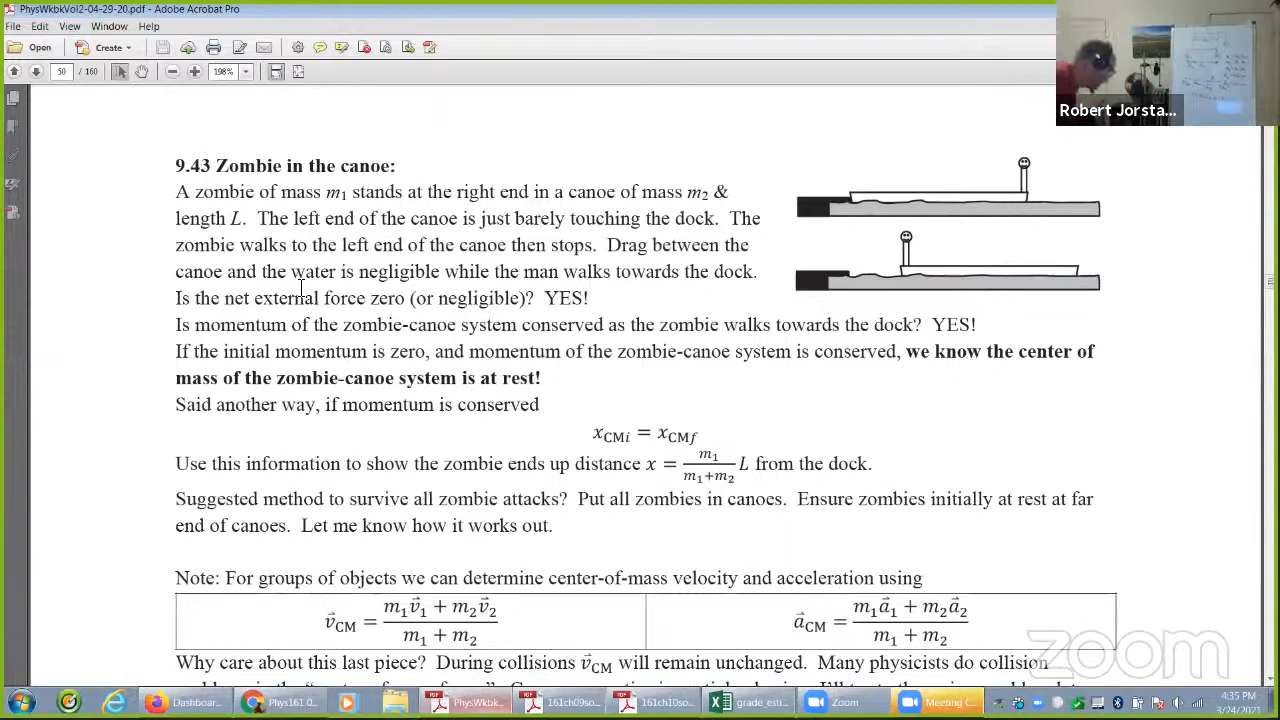 PhysWkbkVol2-04-29-20.pdf - Adobe Acrobat Pro
File Edit View Window Help
Open Create
50 / 160 198%
Robert Jorsta...
9.43 Zombie in the canoe:
A zombie of mass m₁ stands at the right end in a canoe of mass m₂ &
length L. The left end of the canoe is just barely touching the dock. The
zombie walks to the left end of the canoe then stops. Drag between the
canoe and the water is negligible while the man walks towards the dock.
Is the net external force zero (or negligible)? YES!
Is momentum of the zombie-canoe system conserved as the zombie walks towards the dock? YES!
If the initial momentum is zero, and momentum of the zombie-canoe system is conserved, we know the center of
mass of the zombie-canoe system is at rest!
Said another way, if momentum is conserved
x_CMi = x_CMf
Use this information to show the zombie ends up distance x = m₁/(m₁+m₂) L from the dock.
Suggested method to survive all zombie attacks? Put all zombies in canoes. Ensure zombies initially at rest at far
end of canoes. Let me know how it works out.
Note: For groups of objects we can determine center-of-mass velocity and acceleration using
v⃗_CM = (m₁v⃗₁ + m₂v⃗₂)/(m₁ + m₂) a⃗_CM = (m₁a⃗₁ + m₂a⃗₂)/(m₁ + m₂)
Why care about this last piece? During collisions v⃗_CM will remain unchanged. Many physicists do collision
zoom
Dashboar... Phys161 0... PhysWkb... 161ch09so... 161ch10so... grade_esti... Zoom Meeting C...
4:35 PM
3/24/2021